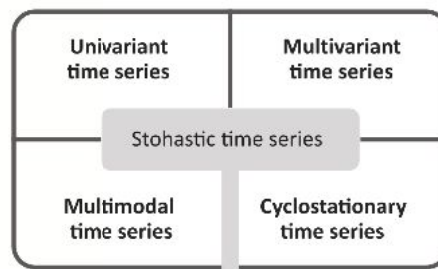 Univariant
time series
Multivariant
time series
Stohastic time series
Multimodal
time series
Cyclostationary
time series